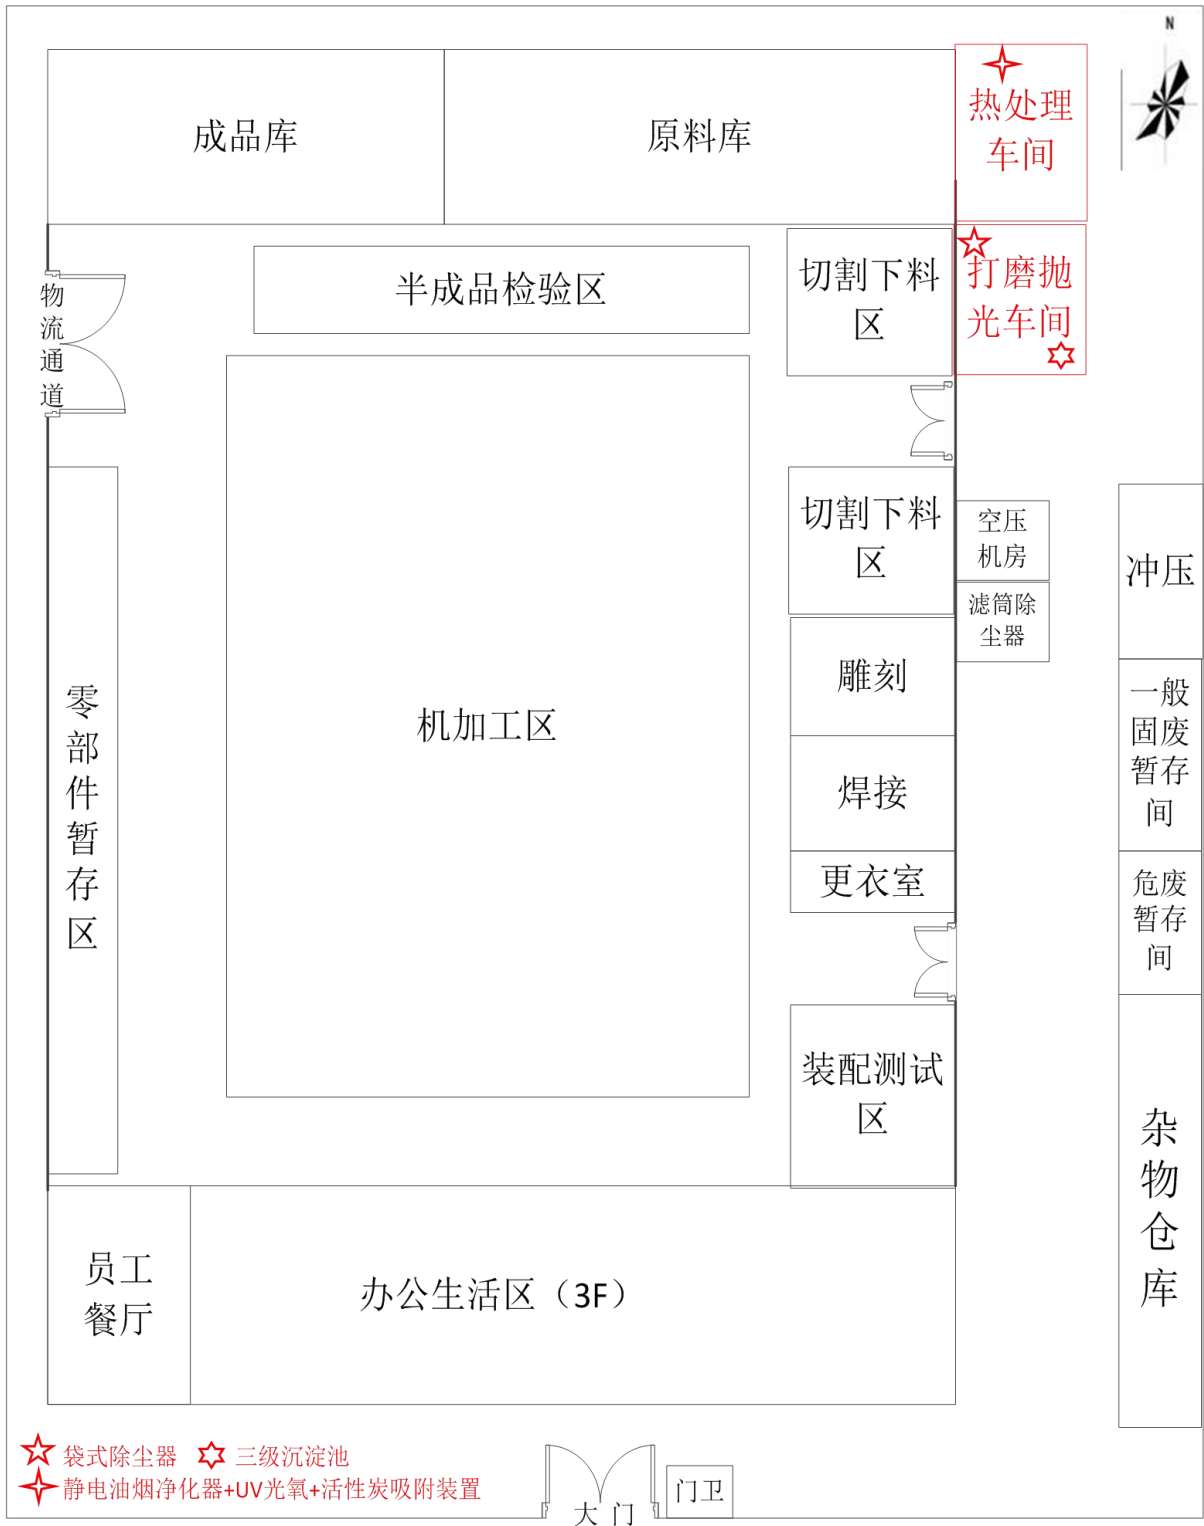 N
成品库
原料库
热处理
车间
半成品检验区
切割下料
区
打磨抛
光车间
物
流
通
道
切割下料
区
空压
机房
冲压
滤筒除
尘器
零
部
件
暂
存
区
机加工区
雕刻
一般
固废
暂存
间
焊接
更衣室
危废
暂存
间
装配测试
区
杂
物
仓
库
员工
餐厅
办公生活区（3F）
袋式除尘器
三级沉淀池
静电油烟净化器+UV光氧+活性炭吸附装置
大 门
门卫